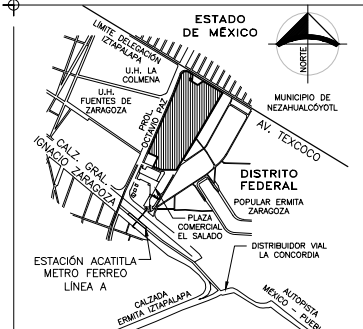 ESTADO
DE MÉXICO
LÍMITE DELEGACIÓN
IZTAPALAPA
NORTE
U.H. LA
COLMENA
U.H.
FUENTES DE
ZARAGOZA
PROL.
OCTAVIO PAZ
MUNICIPIO DE
NEZAHUALCÓYOTL
AV. TEXCOCO
CALZ. GRAL.
IGNACIO ZARAGOZA
DISTRITO
FEDERAL
POPULAR ERMITA
ZARAGOZA
PLAZA
COMERCIAL
EL SALADO
DISTRIBUIDOR VIAL
LA CONCORDIA
ESTACIÓN ACATITLA
METRO FERREO
LÍNEA A
CALZADA
ERMITA IZTAPALAPA
AUTOPISTA
MÉXICO - PUEB